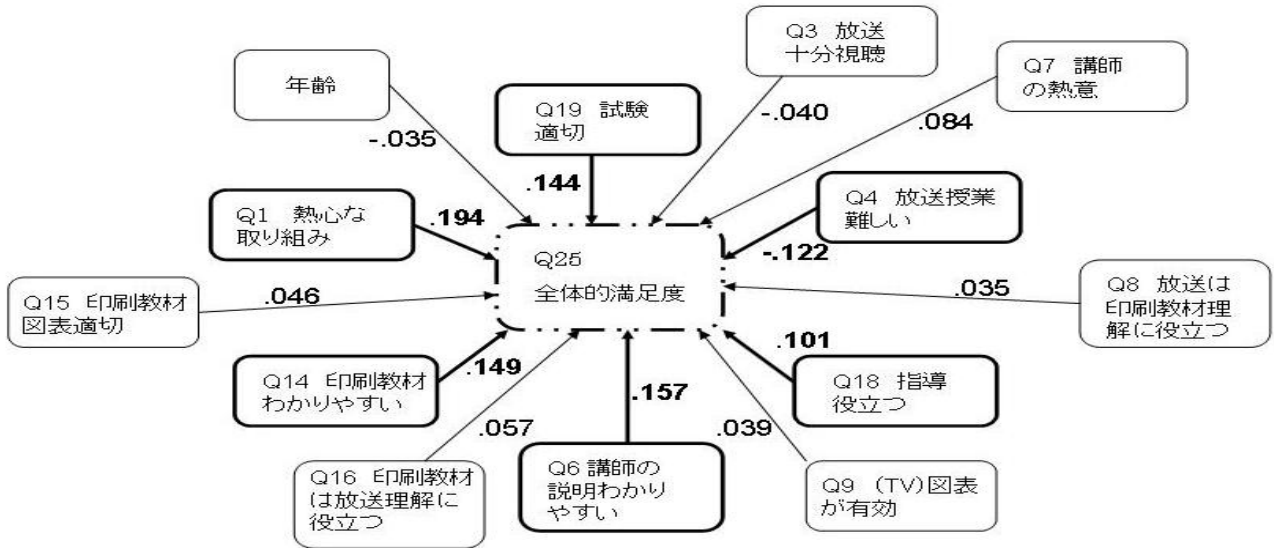 Q3 放送
十分視聴
Q7 講師
の熱意
年齢
Q19 試験
適切
-.040
.084
-.035
.144
Q1 熱心な
取り組み
.194
Q4 放送授業
難しい
-.122
Q25
全体的満足度
Q15 印刷教材
図表適切
.046
.035
Q8 放送は
印刷教材理
解に役立つ
Q14 印刷教材
わかりやすい
.149
.101
Q18 指導
役立つ
.157
.057
.039
Q16 印刷教材
は放送理解に
役立つ
Q6 講師の
説明わかり
やすい
Q9 (TV)図表
が有効